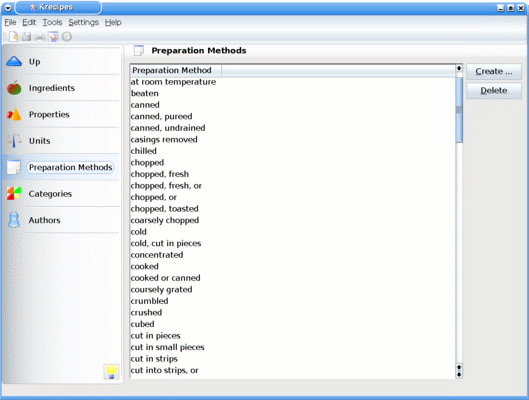 Krecipes
File Edit Tools Settings Help
Up
Ingredients
Properties
Units
Preparation Methods
Categories
Authors
Preparation Methods
Preparation Method
at room temperature
beaten
canned
canned, pureed
canned, undrained
casings removed
chilled
chopped
chopped, fresh
chopped, fresh, or
chopped, or
chopped, toasted
coarsely chopped
cold
cold, cut in pieces
concentrated
cooked
cooked or canned
coursely grated
crumbled
crushed
cubed
cut in pieces
cut in small pieces
cut in strips
cut into strips, or
Create ...
Delete